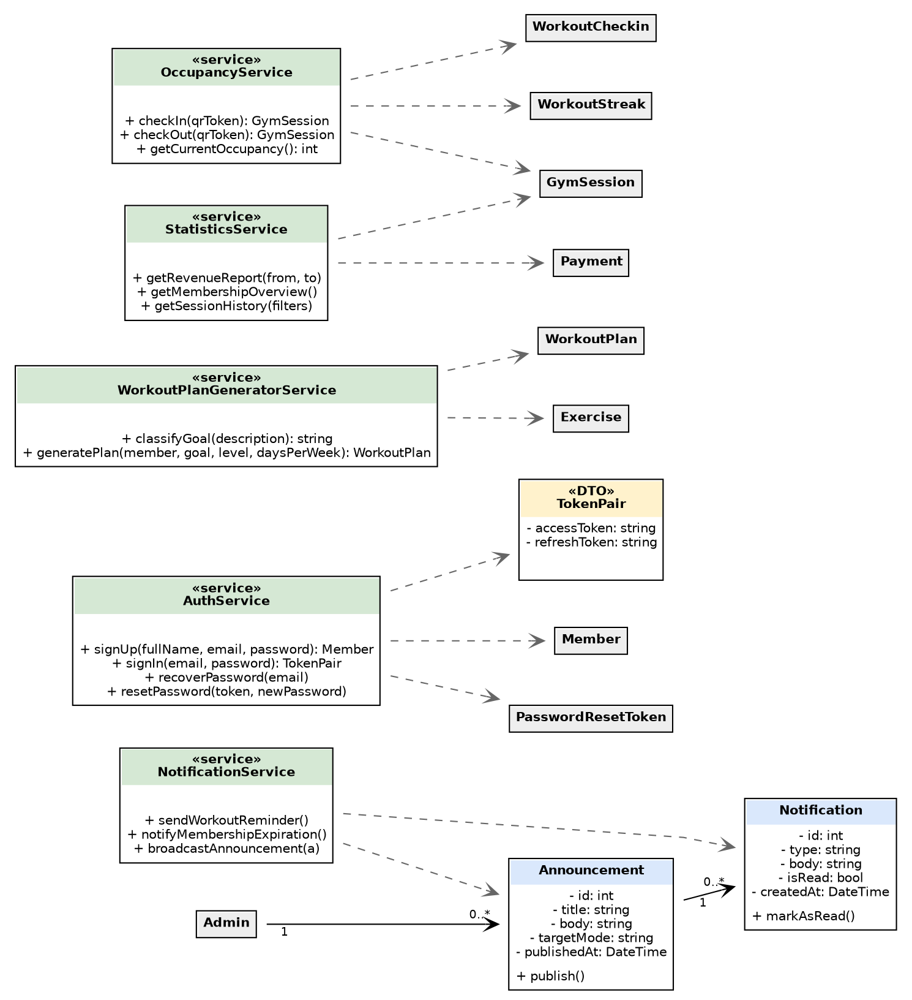 WorkoutCheckin
«service»
OccupancyService
+ checkIn(qrToken): GymSession
+ checkOut(qrToken): GymSession
+ getCurrentOccupancy(): int
WorkoutStreak
GymSession
«service»
StatisticsService
+ getRevenueReport(from, to)
+ getMembershipOverview()
+ getSessionHistory(filters)
Payment
WorkoutPlan
«service»
WorkoutPlanGeneratorService
+ classifyGoal(description): string
+ generatePlan(member, goal, level, daysPerWeek): WorkoutPlan
Exercise
«DTO»
TokenPair
- accessToken: string
- refreshToken: string
«service»
AuthService
+ signUp(fullName, email, password): Member
+ signIn(email, password): TokenPair
+ recoverPassword(email)
+ resetPassword(token, newPassword)
Member
PasswordResetToken
«service»
NotificationService
+ sendWorkoutReminder()
+ notifyMembershipExpiration()
+ broadcastAnnouncement(a)
Notification
- id: int
- type: string
- body: string
- isRead: bool
- createdAt: DateTime
+ markAsRead()
Announcement
- id: int
- title: string
- body: string
- targetMode: string
- publishedAt: DateTime
+ publish()
0..*
1
Admin
0..*
1